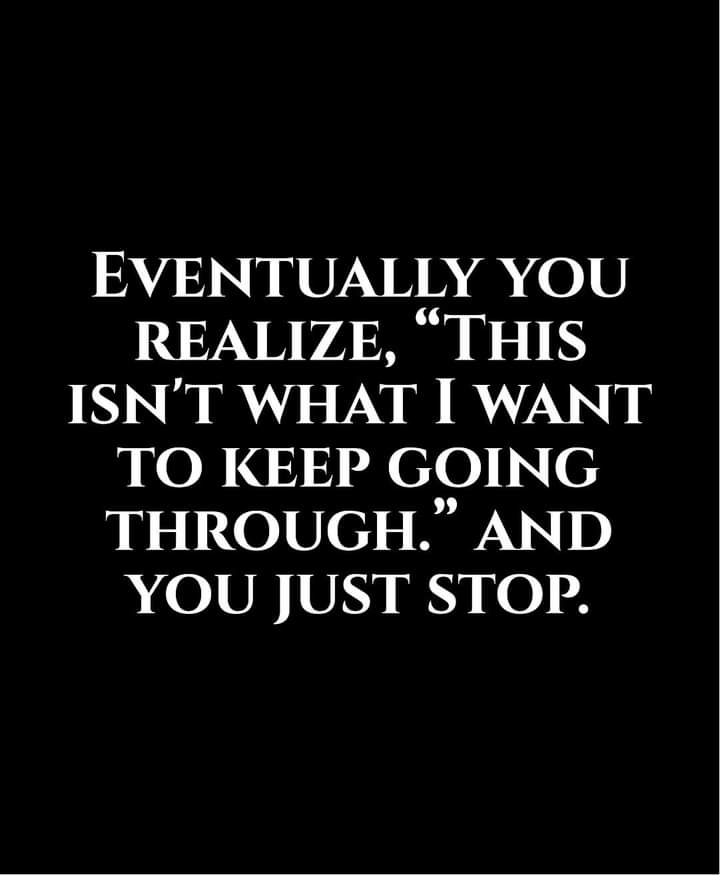 Eventually you
realize, “This
isn't what I want
to keep going
through.” and
you just stop.